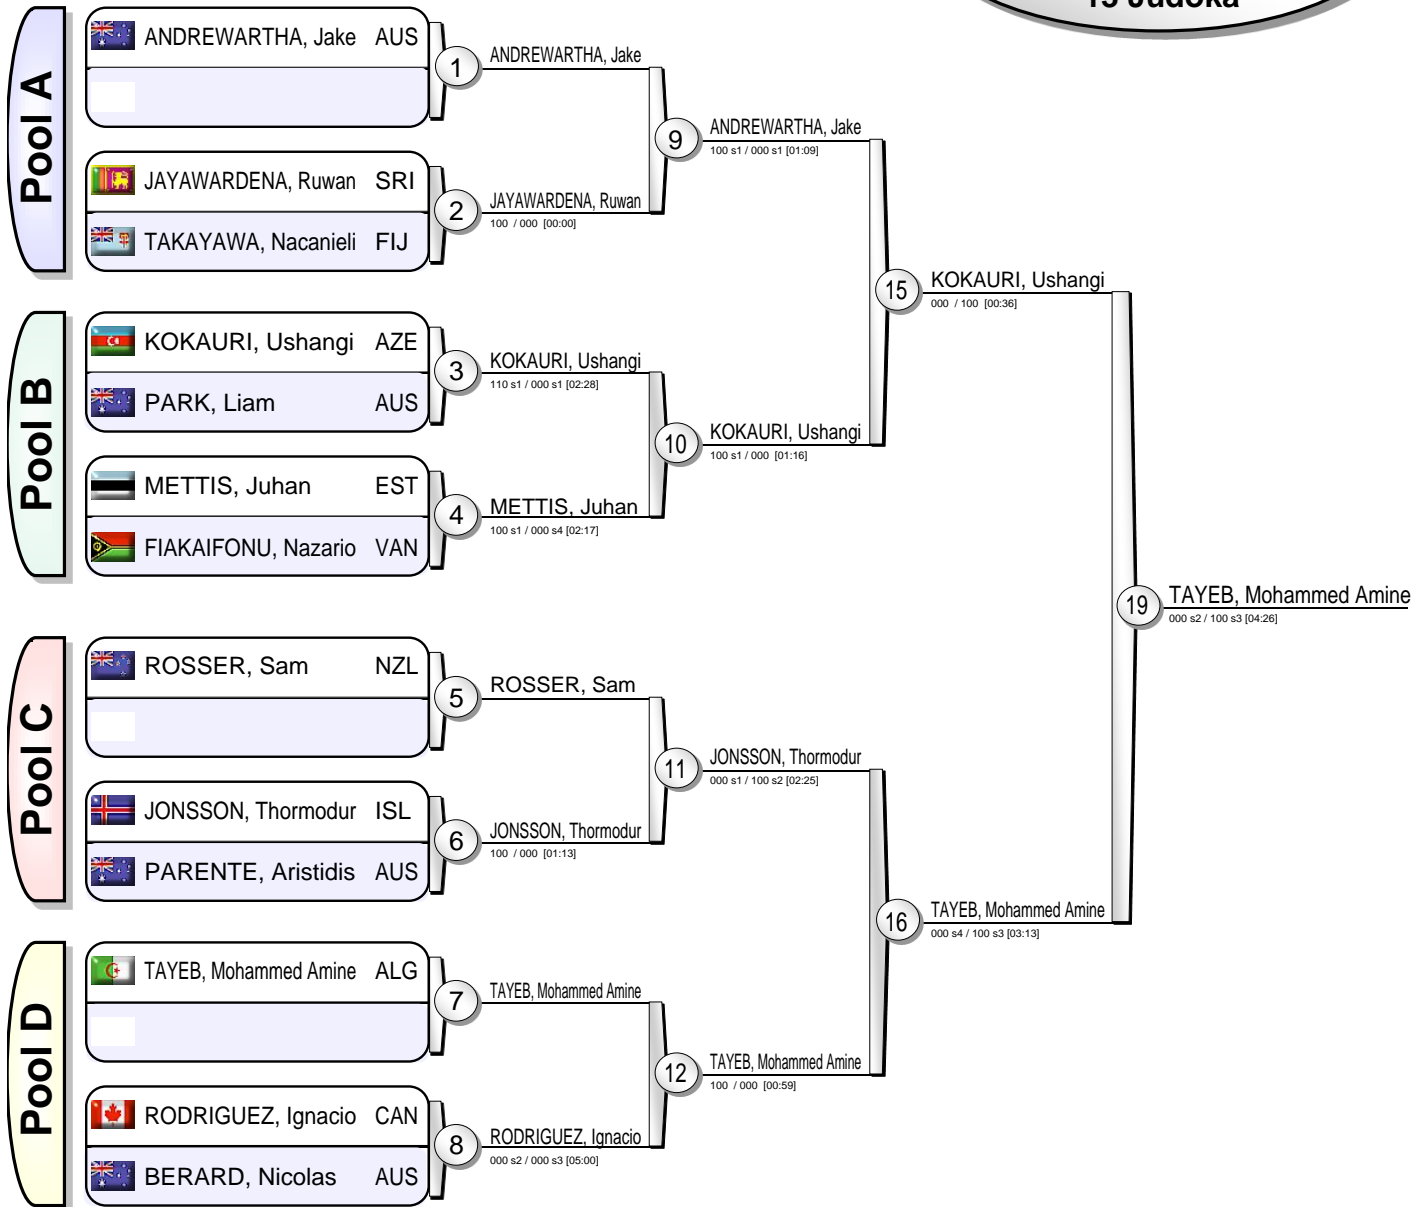 13 Judoka
Pool A
ANDREWARTHA, Jake AUS
1
ANDREWARTHA, Jake
JAYAWARDENA, Ruwan SRI
TAKAYAWA, Nacanieli FIJ
2
JAYAWARDENA, Ruwan
100 / 000 [00:00]
9
ANDREWARTHA, Jake
100 s1 / 000 s1 [01:09]
Pool B
KOKAURI, Ushangi AZE
PARK, Liam AUS
3
KOKAURI, Ushangi
110 s1 / 000 s1 [02:28]
METTIS, Juhan EST
FIAKAIFONU, Nazario VAN
4
METTIS, Juhan
100 s1 / 000 s4 [02:17]
10
KOKAURI, Ushangi
100 s1 / 000 [01:16]
15
KOKAURI, Ushangi
000 / 100 [00:36]
Pool C
ROSSER, Sam NZL
5
ROSSER, Sam
JONSSON, Thormodur ISL
PARENTE, Aristidis AUS
6
JONSSON, Thormodur
100 / 000 [01:13]
11
JONSSON, Thormodur
000 s1 / 100 s2 [02:25]
Pool D
TAYEB, Mohammed Amine ALG
7
TAYEB, Mohammed Amine
RODRIGUEZ, Ignacio CAN
BERARD, Nicolas AUS
8
RODRIGUEZ, Ignacio
000 s2 / 000 s3 [05:00]
12
TAYEB, Mohammed Amine
100 / 000 [00:59]
16
TAYEB, Mohammed Amine
000 s4 / 100 s3 [03:13]
19
TAYEB, Mohammed Amine
000 s2 / 100 s3 [04:26]